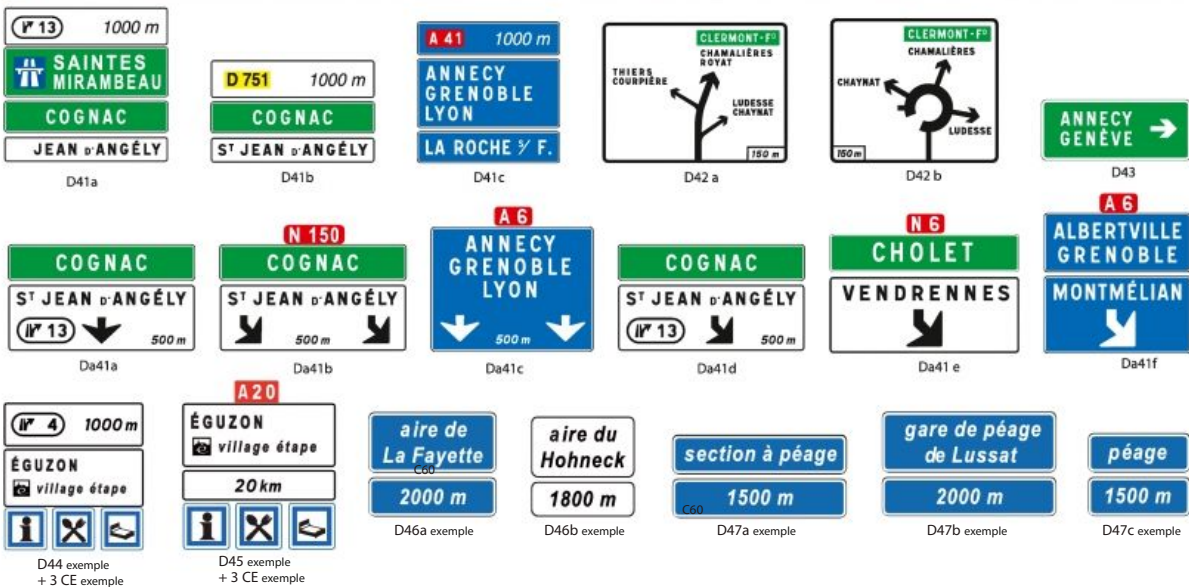 13 1000 m
SAINTES
MIRAMBEAU
COGNAC
JEAN D'ANGÉLY
D41a
D 751 1000 m
COGNAC
ST JEAN D'ANGÉLY
D41b
A 41 1000 m
ANNECY
GRENOBLE
LYON
LA ROCHE S/ F.
D41c
CLERMONT-FD
CHAMALIÈRES
ROYAT
THIERS
COURPIÈRE
LUDESSE
CHAYNAT
150 m
D42 a
CLERMONT-FD
CHAMALIÈRES
CHAYNAT
LUDESSE
150 m
D42 b
ANNECY
GENÈVE
D43
COGNAC
ST JEAN D'ANGÉLY
13 500 m
Da41a
N 150
COGNAC
ST JEAN D'ANGÉLY
500 m
Da41b
A 6
ANNECY
GRENOBLE
LYON
500 m
Da41c
COGNAC
ST JEAN D'ANGÉLY
13 500 m
Da41d
N 6
CHOLET
VENDRENNES
Da41 e
A 6
ALBERTVILLE
GRENOBLE
MONTMÉLIAN
Da41f
4 1000 m
ÉGUZON
village étape
i
D44 exemple
+ 3 CE exemple
A20
ÉGUZON
village étape
20 km
i
D45 exemple
+ 3 CE exemple
aire de
La Fayette
C60
2000 m
D46a exemple
aire du
Hohneck
1800 m
D46b exemple
section à péage
1500 m
C60
D47a exemple
gare de péage
de Lussat
2000 m
D47b exemple
péage
1500 m
D47c exemple